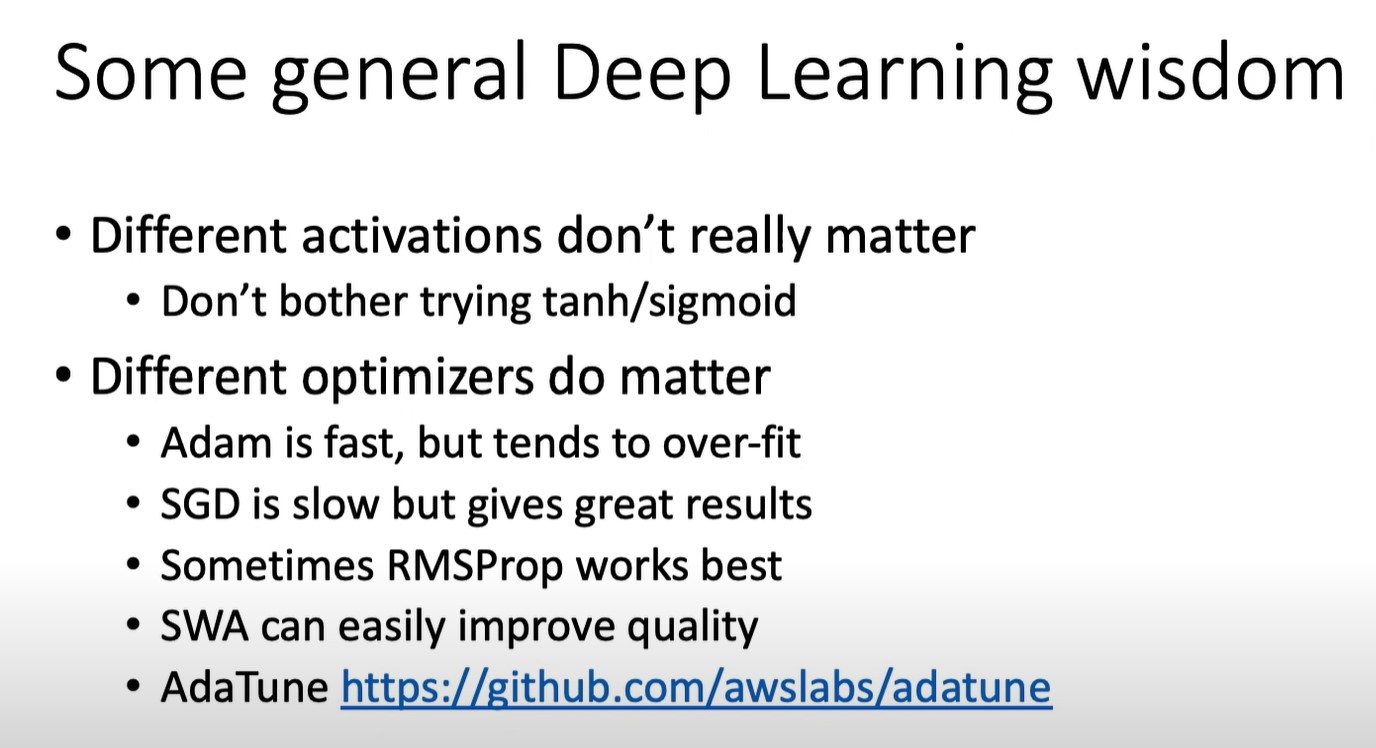 Some general Deep Learning wisdom
• Different activations don’t really matter
• Don’t bother trying tanh/sigmoid
• Different optimizers do matter
• Adam is fast, but tends to over-fit
• SGD is slow but gives great results
• Sometimes RMSProp works best
• SWA can easily improve quality
• AdaTune https://github.com/awslabs/adatune